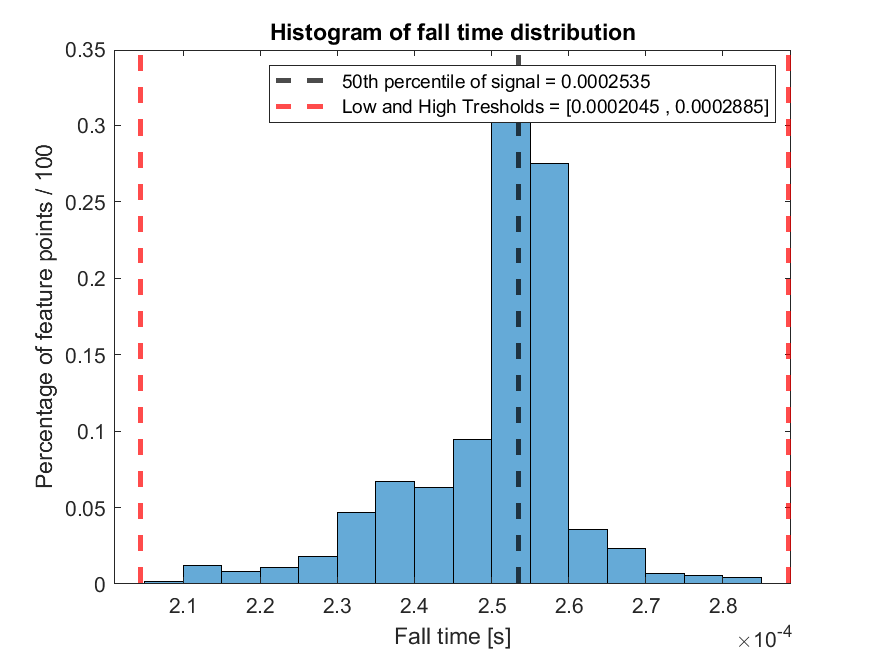 Histogram of fall time distribution
50th percentile of signal = 0.0002535
Low and High Tresholds = [0.0002045 , 0.0002885]
Percentage of feature points / 100
0.35
0.3
0.25
0.2
0.15
0.1
0.05
0
2.1 2.2 2.3 2.4 2.5 2.6 2.7 2.8
Fall time [s]
×10⁻⁴